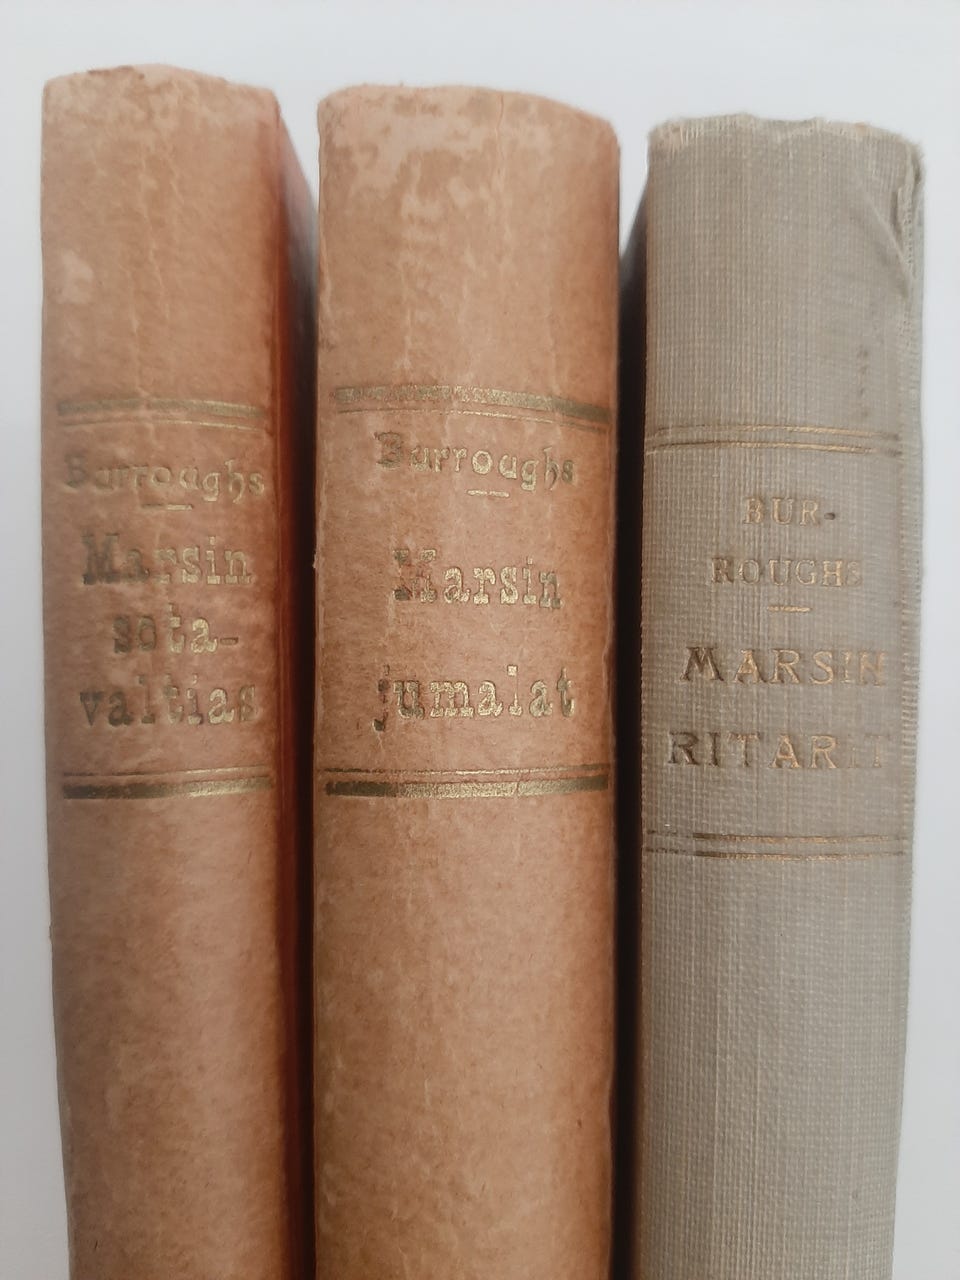 Burroughs
Marsin
sota-
valtias
Burroughs
Marsin
jumalat
BUR-
ROUGHS
MARSIN
RITARIT